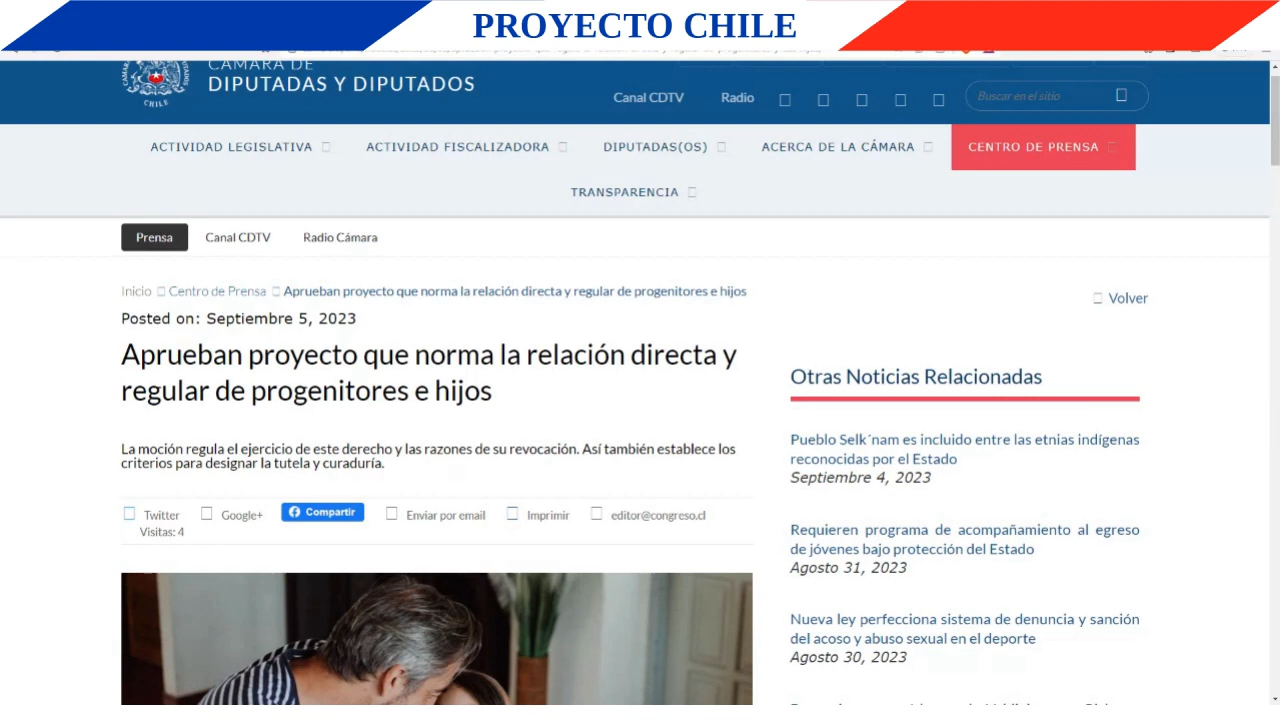 PROYECTO CHILE
CÁMARA DE
DIPUTADAS Y DIPUTADOS
CHILE
Canal CDTV
Radio
Buscar en el sitio
ACTIVIDAD LEGISLATIVA
ACTIVIDAD FISCALIZADORA
DIPUTADAS(OS)
ACERCA DE LA CÁMARA
CENTRO DE PRENSA
TRANSPARENCIA
Prensa
Canal CDTV
Radio Cámara
Inicio Centro de Prensa Aprueban proyecto que norma la relación directa y regular de progenitores e hijos
Volver
Posted on: Septiembre 5, 2023
Aprueban proyecto que norma la relación directa y
regular de progenitores e hijos
La moción regula el ejercicio de este derecho y las razones de su revocación. Así también establece los
criterios para designar la tutela y curaduría.
Twitter Google+ Compartir Enviar por email Imprimir editor@congreso.cl
Visitas: 4
Otras Noticias Relacionadas
Pueblo Selk´nam es incluido entre las etnias indígenas
reconocidas por el Estado
Septiembre 4, 2023
Requieren programa de acompañamiento al egreso
de jóvenes bajo protección del Estado
Agosto 31, 2023
Nueva ley perfecciona sistema de denuncia y sanción
del acoso y abuso sexual en el deporte
Agosto 30, 2023